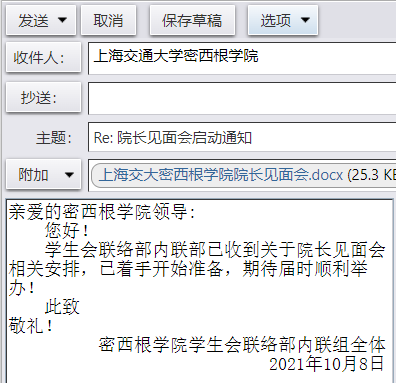 发送 取消 保存草稿 选项
收件人： 上海交通大学密西根学院
抄送：
主题： Re: 院长见面会启动通知
附加 上海交大密西根学院院长见面会.docx (25.3 KB
亲爱的密西根学院领导:
您好！
学生会联络部内联部已收到关于院长见面会
相关安排，已着手开始准备，期待届时顺利举
办！
此致
敬礼！
密西根学院学生会联络部内联组全体
2021年10月8日